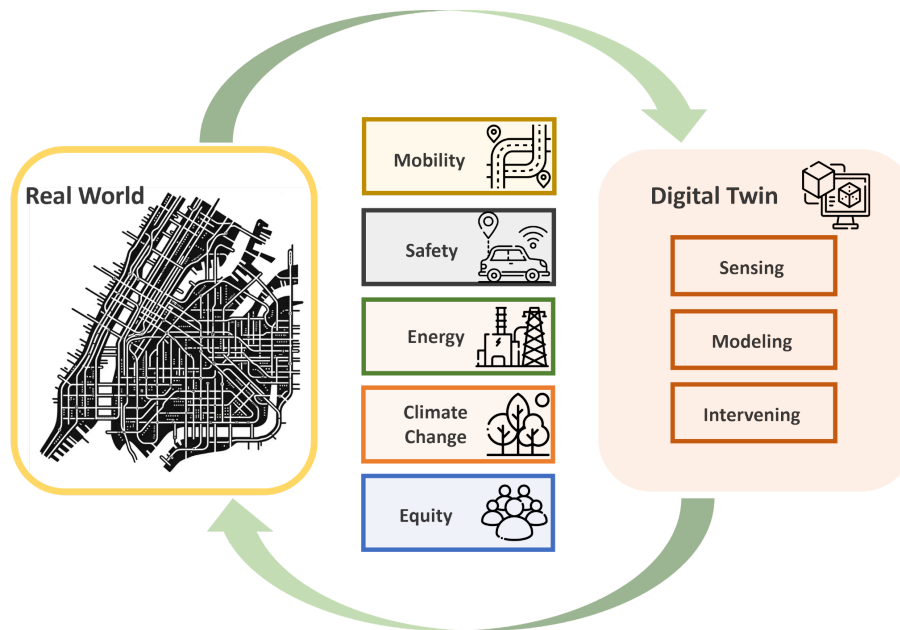 Real World
Mobility
Safety
Energy
Climate
Change
Equity
Digital Twin
Sensing
Modeling
Intervening